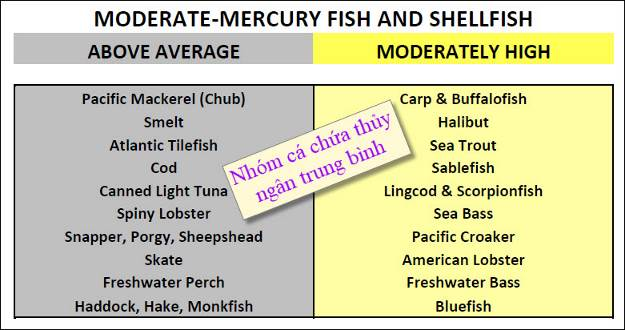 MODERATE-MERCURY FISH AND SHELLFISH
ABOVE AVERAGE
MODERATELY HIGH
Pacific Mackerel (Chub)
Smelt
Atlantic Tilefish
Cod
Canned Light Tuna
Spiny Lobster
Snapper, Porgy, Sheepshead
Skate
Freshwater Perch
Haddock, Hake, Monkfish
Carp & Buffalofish
Halibut
Sea Trout
Sablefish
Lingcod & Scorpionfish
Sea Bass
Pacific Croaker
American Lobster
Freshwater Bass
Bluefish
Nhóm cá chứa thủy
ngân trung bình